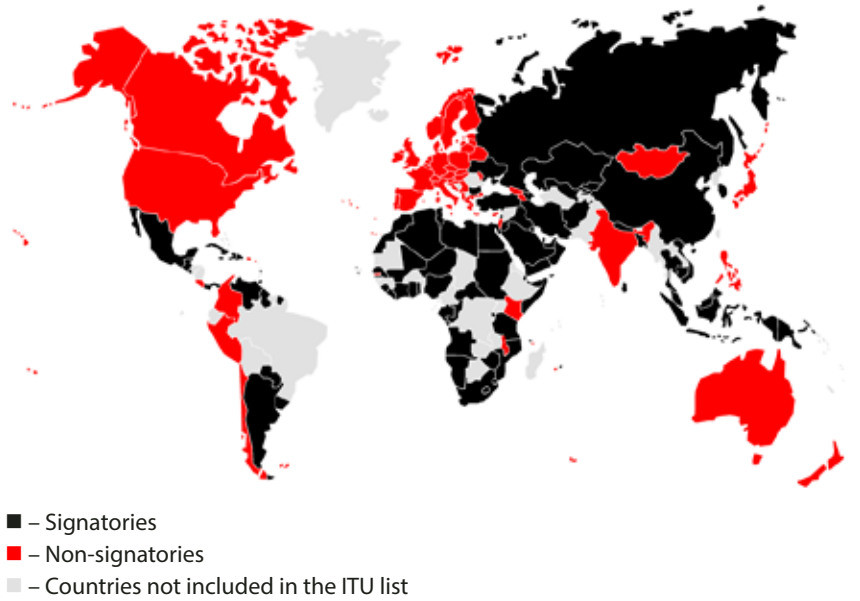 – Signatories
– Non-signatories
– Countries not included in the ITU list